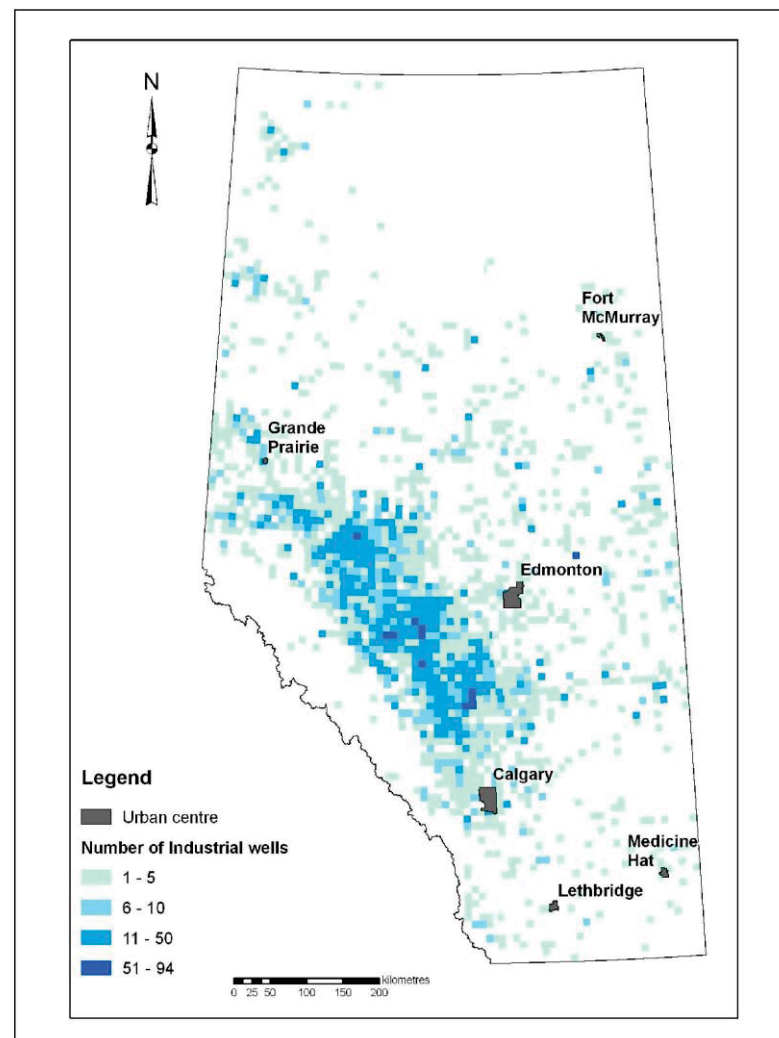 N
Fort
McMurray
Grande
Prairie
Edmonton
Calgary
Medicine
Hat
Lethbridge
Legend
Urban centre
Number of Industrial wells
1 - 5
6 - 10
11 - 50
51 - 94
kilometres
0 25 50 100 150 200